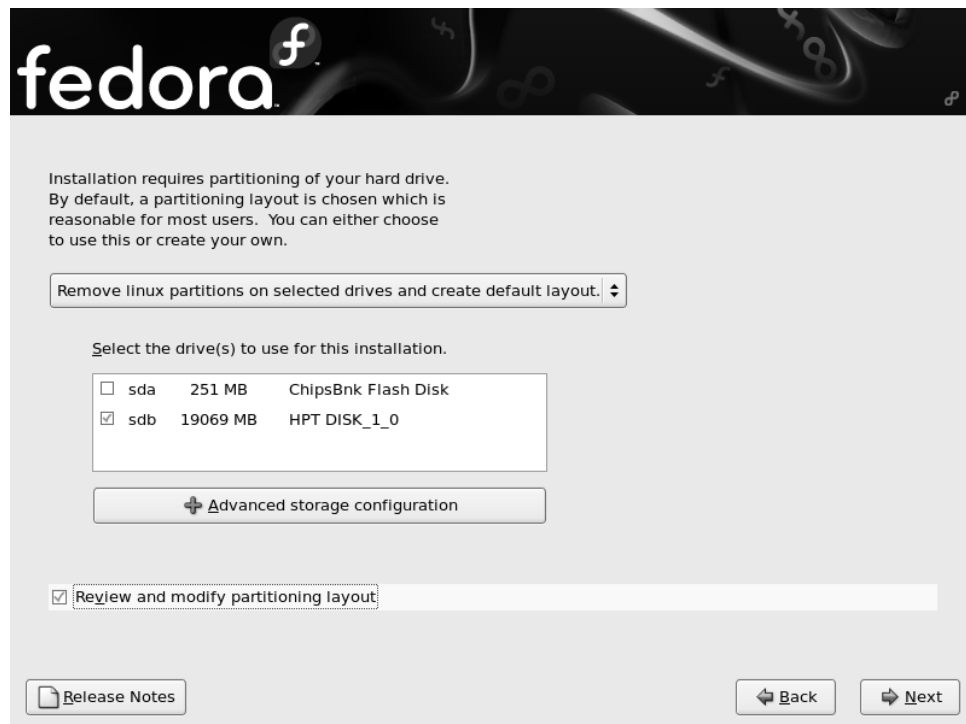 fedora
Installation requires partitioning of your hard drive.
By default, a partitioning layout is chosen which is
reasonable for most users.  You can either choose
to use this or create your own.
Remove linux partitions on selected drives and create default layout.
Select the drive(s) to use for this installation.
sda 251 MB ChipsBnk Flash Disk
sdb 19069 MB HPT DISK_1_0
Advanced storage configuration
Review and modify partitioning layout
Release Notes
Back
Next